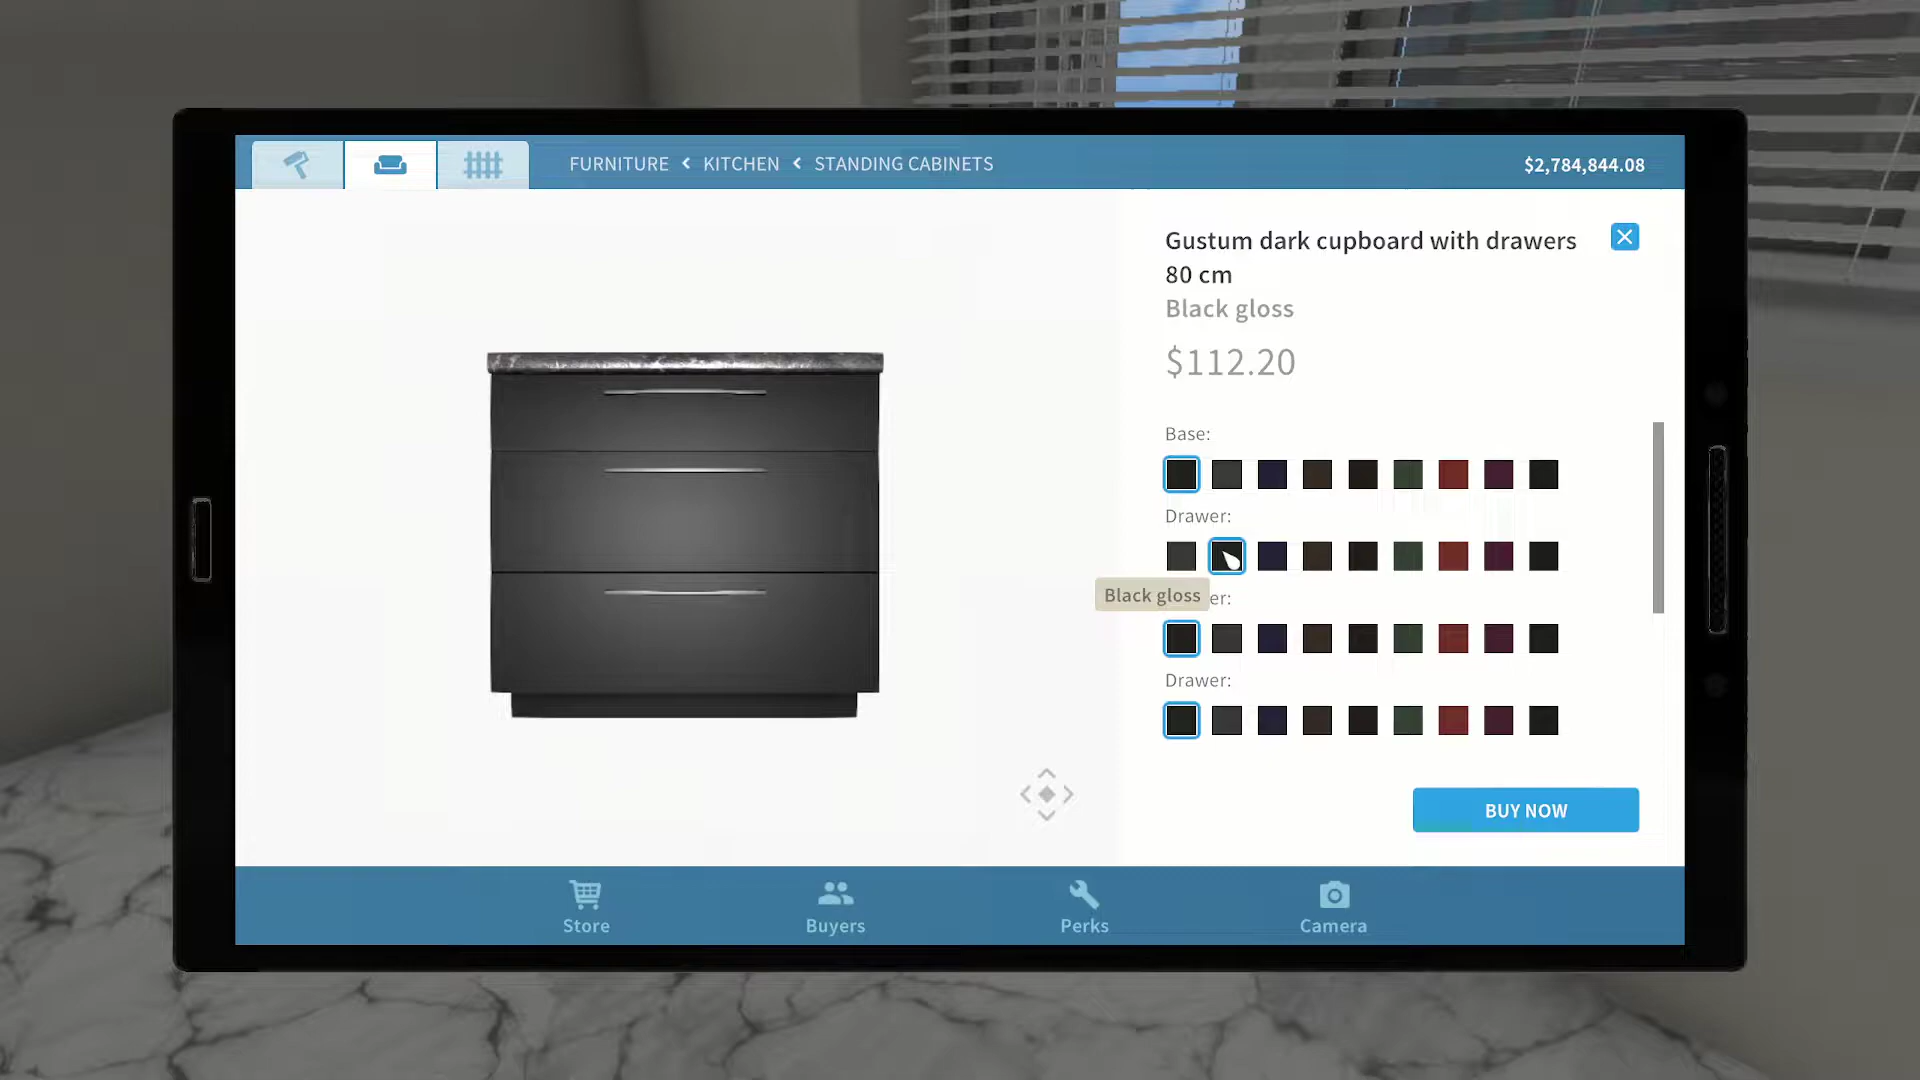 FURNITURE < KITCHEN < STANDING CABINETS
$2,784,844.08
Gustum dark cupboard with drawers
80 cm
Black gloss
$112.20
Base:
Drawer:
Black gloss
er:
Drawer:
BUY NOW
Store
Buyers
Perks
Camera